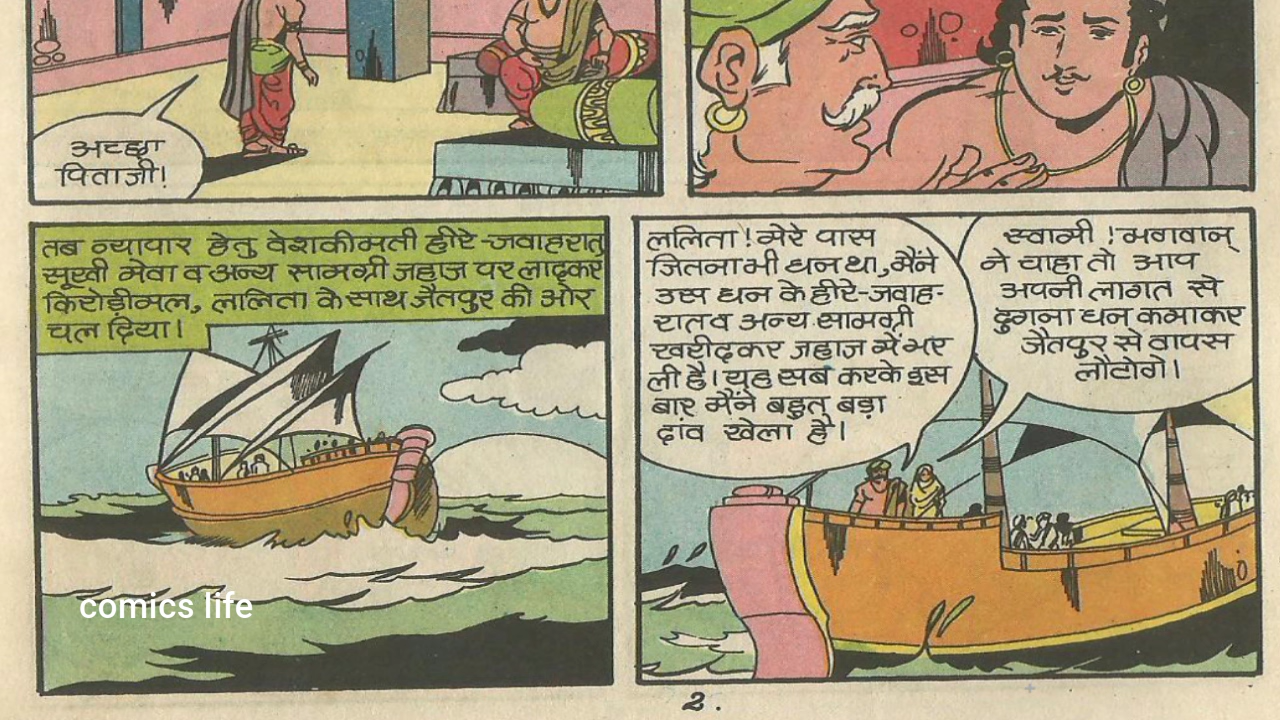 अच्छा
पिताजी!
तब व्यापार हेतु बेशकीमती हीरे-जवाहरात,
सूखी मेवा व अन्य सामग्री जहाज पर लादकर
किरोड़ीमल, ललिता के साथ जैतपुर की ओर
चल दिया।
ललिता! मेरे पास
जितना भी धन था, मैंने
उस धन के हीरे-जवाह-
रात व अन्य सामग्री
खरीदकर जहाज में भर
ली है। यह सब करके इस
बार मैंने बहुत बड़ा
दांव खेला है।
स्वामी! भगवान्
ने चाहा तो आप
अपनी लागत से
दुगना धन कमाकर
जैतपुर से वापस
लौटोगे।
comics life
2.